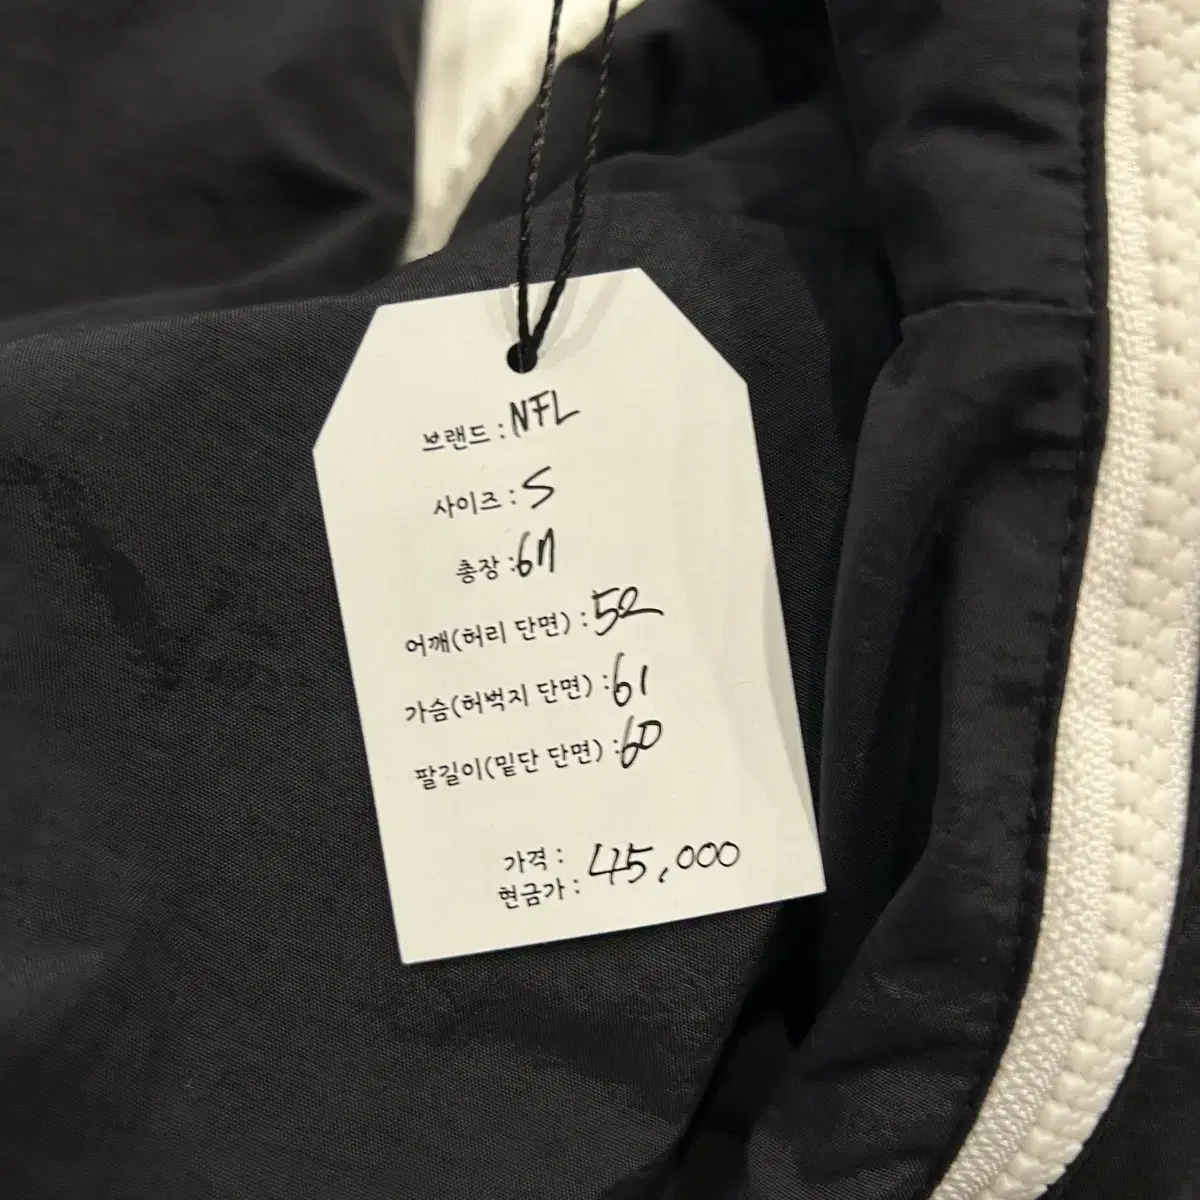 브랜드 : NFL
사이즈 : S
총장 : 67
어깨(허리 단면) : 52
가슴(허벅지 단면) : 61
팔길이(밑단 단면) : 60
가격 :
현금가 : 45,000